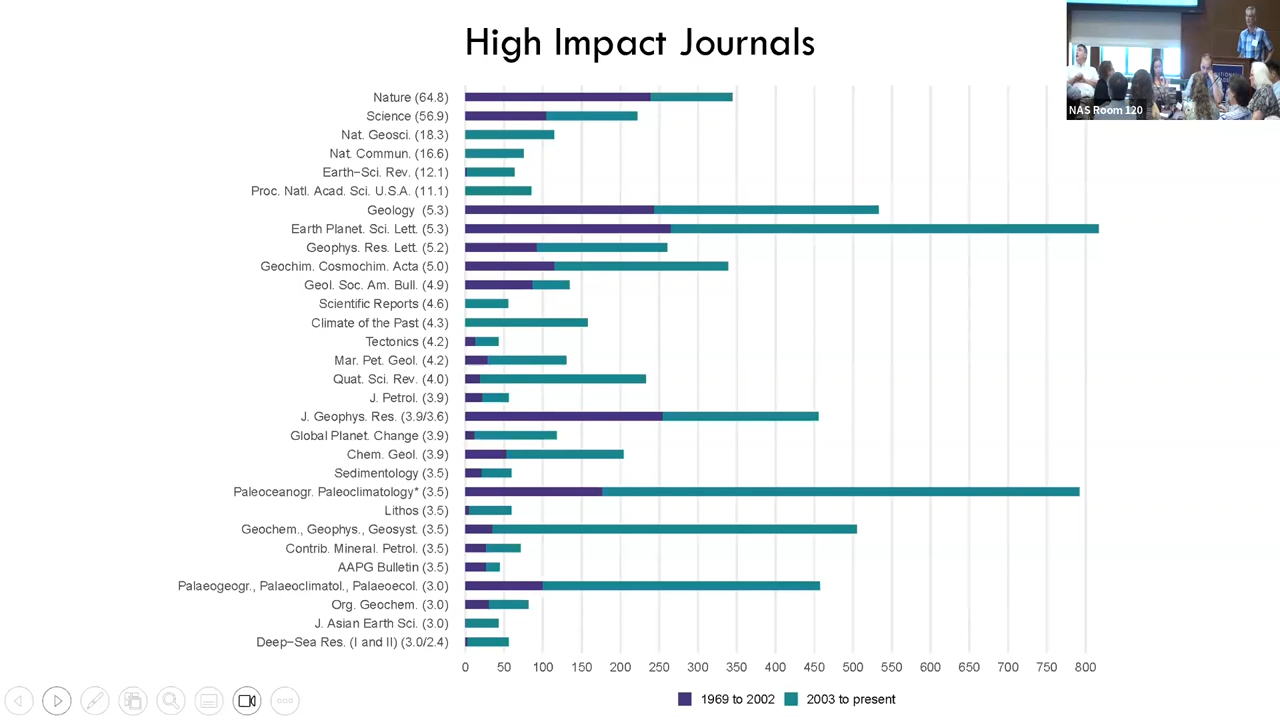 High Impact Journals
NAS Room 120
Nature (64.8)
Science (56.9)
Nat. Geosci. (18.3)
Nat. Commun. (16.6)
Earth−Sci. Rev. (12.1)
Proc. Natl. Acad. Sci. U.S.A. (11.1)
Geology (5.3)
Earth Planet. Sci. Lett. (5.3)
Geophys. Res. Lett. (5.2)
Geochim. Cosmochim. Acta (5.0)
Geol. Soc. Am. Bull. (4.9)
Scientific Reports (4.6)
Climate of the Past (4.3)
Tectonics (4.2)
Mar. Pet. Geol. (4.2)
Quat. Sci. Rev. (4.0)
J. Petrol. (3.9)
J. Geophys. Res. (3.9/3.6)
Global Planet. Change (3.9)
Chem. Geol. (3.9)
Sedimentology (3.5)
Paleoceanogr. Paleoclimatology* (3.5)
Lithos (3.5)
Geochem., Geophys., Geosyst. (3.5)
Contrib. Mineral. Petrol. (3.5)
AAPG Bulletin (3.5)
Palaeogeogr., Palaeoclimatol., Palaeoecol. (3.0)
Org. Geochem. (3.0)
J. Asian Earth Sci. (3.0)
Deep−Sea Res. (I and II) (3.0/2.4)
0 50 100 150 200 250 300 350 400 450 500 550 600 650 700 750 800
1969 to 2002 2003 to present